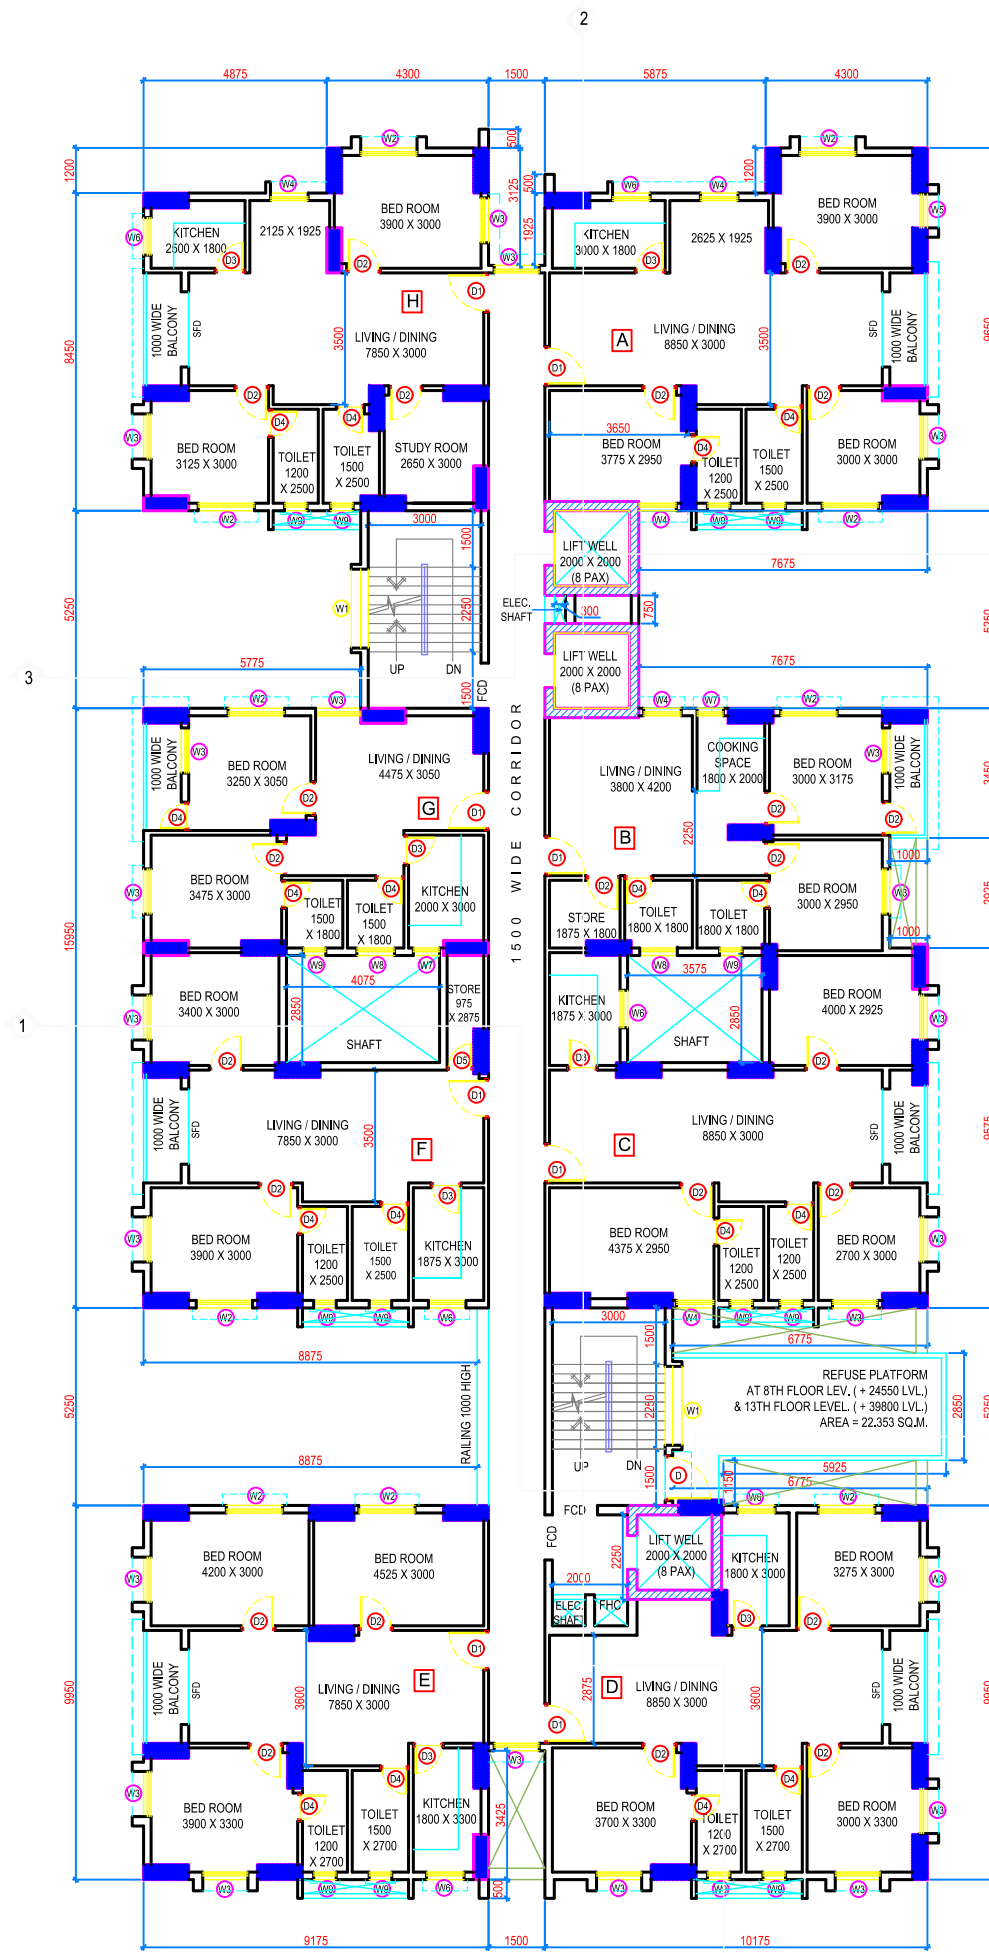 2
4875
4300
1500
5875
4300
W2
W2
500
1200
3125
500
1200
W4
W6
W4
BED ROOM
3900 X 3000
BED ROOM
3900 X 3000
W3
W5
KITCHEN
2500 X 1800
2125 X 1925
1925
KITCHEN
3000 X 1800
2625 X 1925
W6
D3
D2
W3
D3
D2
D1
H
1000 WIDE
BALCONY
SFD
3500
LIVING / DINING
7850 X 3000
A
LIVING / DINING
8850 X 3000
3500
SFD
1000 WIDE
BALCONY
8450
9650
D1
D2
D2
D2
D2
D4
D4
D4
D4
3650
W3
BED ROOM
3125 X 3000
TOILET
1200
X 2500
TOILET
1500
X 2500
STUDY ROOM
2650 X 3000
BED ROOM
3775 X 2950
TOILET
1200
X 2500
TOILET
1500
X 2500
BED ROOM
3000 X 3000
W3
W2
W9
W9
W4
W9
W9
W2
3000
1500
LIFT WELL
2000 X 2000
(8 PAX)
7675
5250
W1
2250
ELEC.
SHAFT
300
750
5250
UP
DN
LIFT WELL
2000 X 2000
(8 PAX)
7675
5775
3
1500
FCD
W2
W3
W4
W7
W2
1000 WIDE
BALCONY
W3
BED ROOM
3250 X 3050
LIVING / DINING
4475 X 3050
LIVING / DINING
3800 X 4200
COOKING
SPACE
1800 X 2000
BED ROOM
3000 X 3175
W3
1000 WIDE
BALCONY
3450
D2
D1
G
D4
D2
D2
1500 WIDE CORRIDOR
B
2250
D2
D3
D1
D2
1000
W3
BED ROOM
3475 X 3000
D4
TOILET
1500
X 1800
D4
TOILET
1500
X 1800
KITCHEN
2000 X 3000
D2
D4
D4
STORE
1875 X 1800
TOILET
1800 X 1800
TOILET
1800 X 1800
BED ROOM
3000 X 2950
W3
2925
1000
15950
W9
W8
W7
W8
W9
4075
3575
W3
BED ROOM
3400 X 3000
2850
SHAFT
STORE
975
X 2875
KITCHEN
1875 X 3000
W6
SHAFT
2850
BED ROOM
4000 X 2925
W3
1
D2
D5
D3
D2
D1
1000 WIDE
BALCONY
SFD
LIVING / DINING
7850 X 3000
3500
F
C
LIVING / DINING
8850 X 3000
SFD
1000 WIDE
BALCONY
9575
D1
D2
D3
D2
D2
D4
D4
D4
D4
W3
BED ROOM
3900 X 3000
TOILET
1200
X 2500
TOILET
1500
X 2500
KITCHEN
1875 X 3000
BED ROOM
4375 X 2950
TOILET
1200
X 2500
TOILET
1200
X 2500
BED ROOM
2700 X 3000
W3
W2
W9
W9
W6
W4
W9
W9
W3
3000
1500
6775
8875
5250
RAILING 1000 HIGH
2250
W1
REFUSE PLATFORM
AT 8TH FLOOR LEV. ( + 24550 LVL.)
& 13TH FLOOR LEVEL. ( + 39800 LVL.)
AREA = 22.353 SQ.M.
2850
5250
UP
DN
8875
1500
D
1150
5925
6775
W2
W2
FCD
W6
W2
FCD
BED ROOM
4200 X 3000
BED ROOM
4525 X 3000
2250
LIFT WELL
2000 X 2000
(8 PAX)
KITCHEN
1800 X 3000
BED ROOM
3275 X 3000
W3
W3
2000
ELEC.
SHAFT
FHC
D2
D2
D3
D2
D1
1000 WIDE
BALCONY
SFD
3600
LIVING / DINING
7850 X 3000
E
2875
D
LIVING / DINING
8850 X 3000
3600
SFD
1000 WIDE
BALCONY
9950
9950
D1
D2
D3
W3
D2
D2
D4
D4
D4
D4
W3
BED ROOM
3900 X 3300
TOILET
1200
X 2700
TOILET
1500
X 2700
KITCHEN
1800 X 3300
3425
BED ROOM
3700 X 3300
TOILET
1200
X 2700
TOILET
1500
X 2700
BED ROOM
3000 X 3300
W3
W3
W9
W9
W6
500
W3
W9
W3
9175
1500
10175